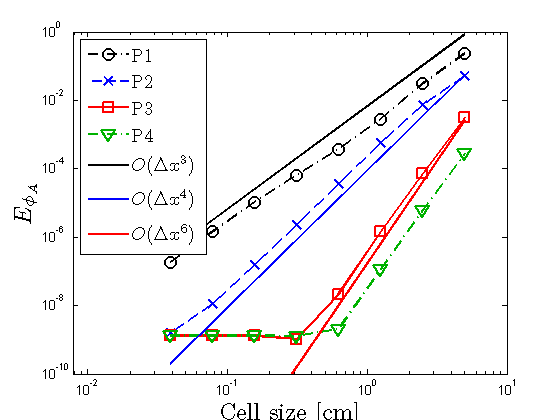 10^0
10^-2
10^-4
10^-6
10^-8
10^-10
E_{ϕ_A}
P1
P2
P3
P4
O(Δx^3)
O(Δx^4)
O(Δx^6)
10^-2
10^-1
10^0
10^1
Cell size [cm]